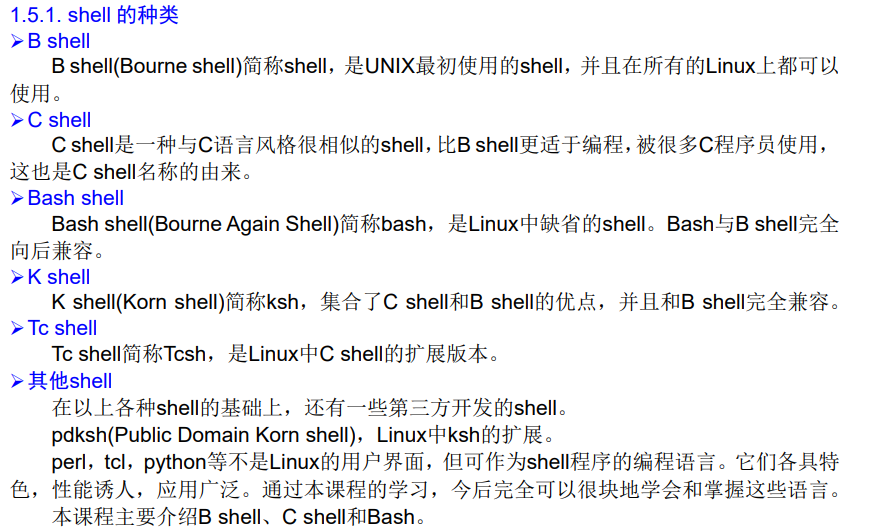 1.5.1. shell 的种类
➢B shell
B shell(Bourne shell)简称shell，是UNIX最初使用的shell，并且在所有的Linux上都可以
使用。
➢C shell
C shell是一种与C语言风格很相似的shell，比B shell更适于编程，被很多C程序员使用，
这也是C shell名称的由来。
➢Bash shell
Bash shell(Bourne Again Shell)简称bash，是Linux中缺省的shell。Bash与B shell完全
向后兼容。
➢K shell
K shell(Korn shell)简称ksh，集合了C shell和B shell的优点，并且和B shell完全兼容。
➢Tc shell
Tc shell简称Tcsh，是Linux中C shell的扩展版本。
➢其他shell
在以上各种shell的基础上，还有一些第三方开发的shell。
pdksh(Public Domain Korn shell)，Linux中ksh的扩展。
perl，tcl，python等不是Linux的用户界面，但可作为shell程序的编程语言。它们各具特
色，性能诱人，应用广泛。通过本课程的学习，今后完全可以很块地学会和掌握这些语言。
本课程主要介绍B shell、C shell和Bash。